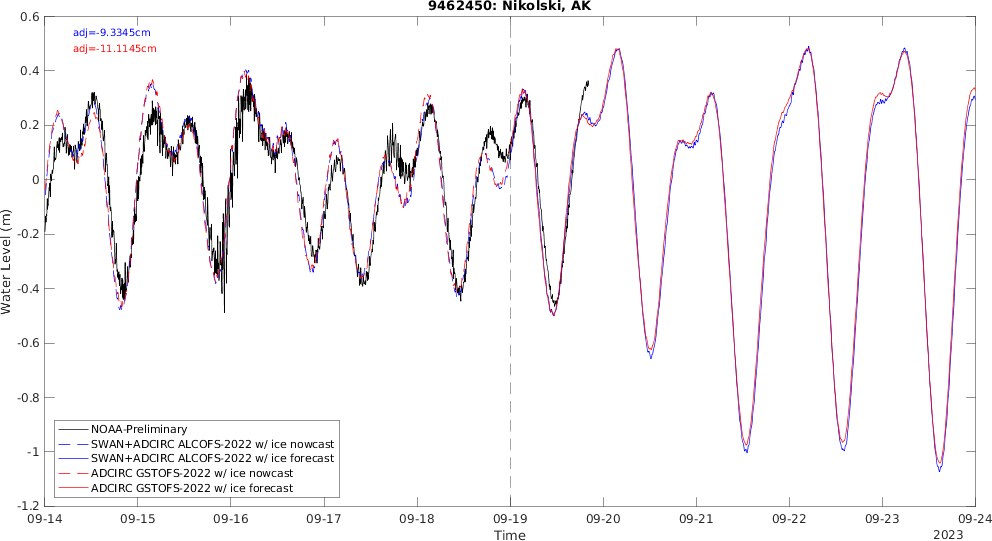 9462450: Nikolski, AK
adj=-9.3345cm
adj=-11.1145cm
0.6
0.4
0.2
0
-0.2
-0.4
-0.6
-0.8
-1
-1.2
Water Level (m)
NOAA-Preliminary
SWAN+ADCIRC ALCOFS-2022 w/ ice nowcast
SWAN+ADCIRC ALCOFS-2022 w/ ice forecast
ADCIRC GSTOFS-2022 w/ ice nowcast
ADCIRC GSTOFS-2022 w/ ice forecast
09-14 09-15 09-16 09-17 09-18 09-19 09-20 09-21 09-22 09-23 09-24
Time
2023